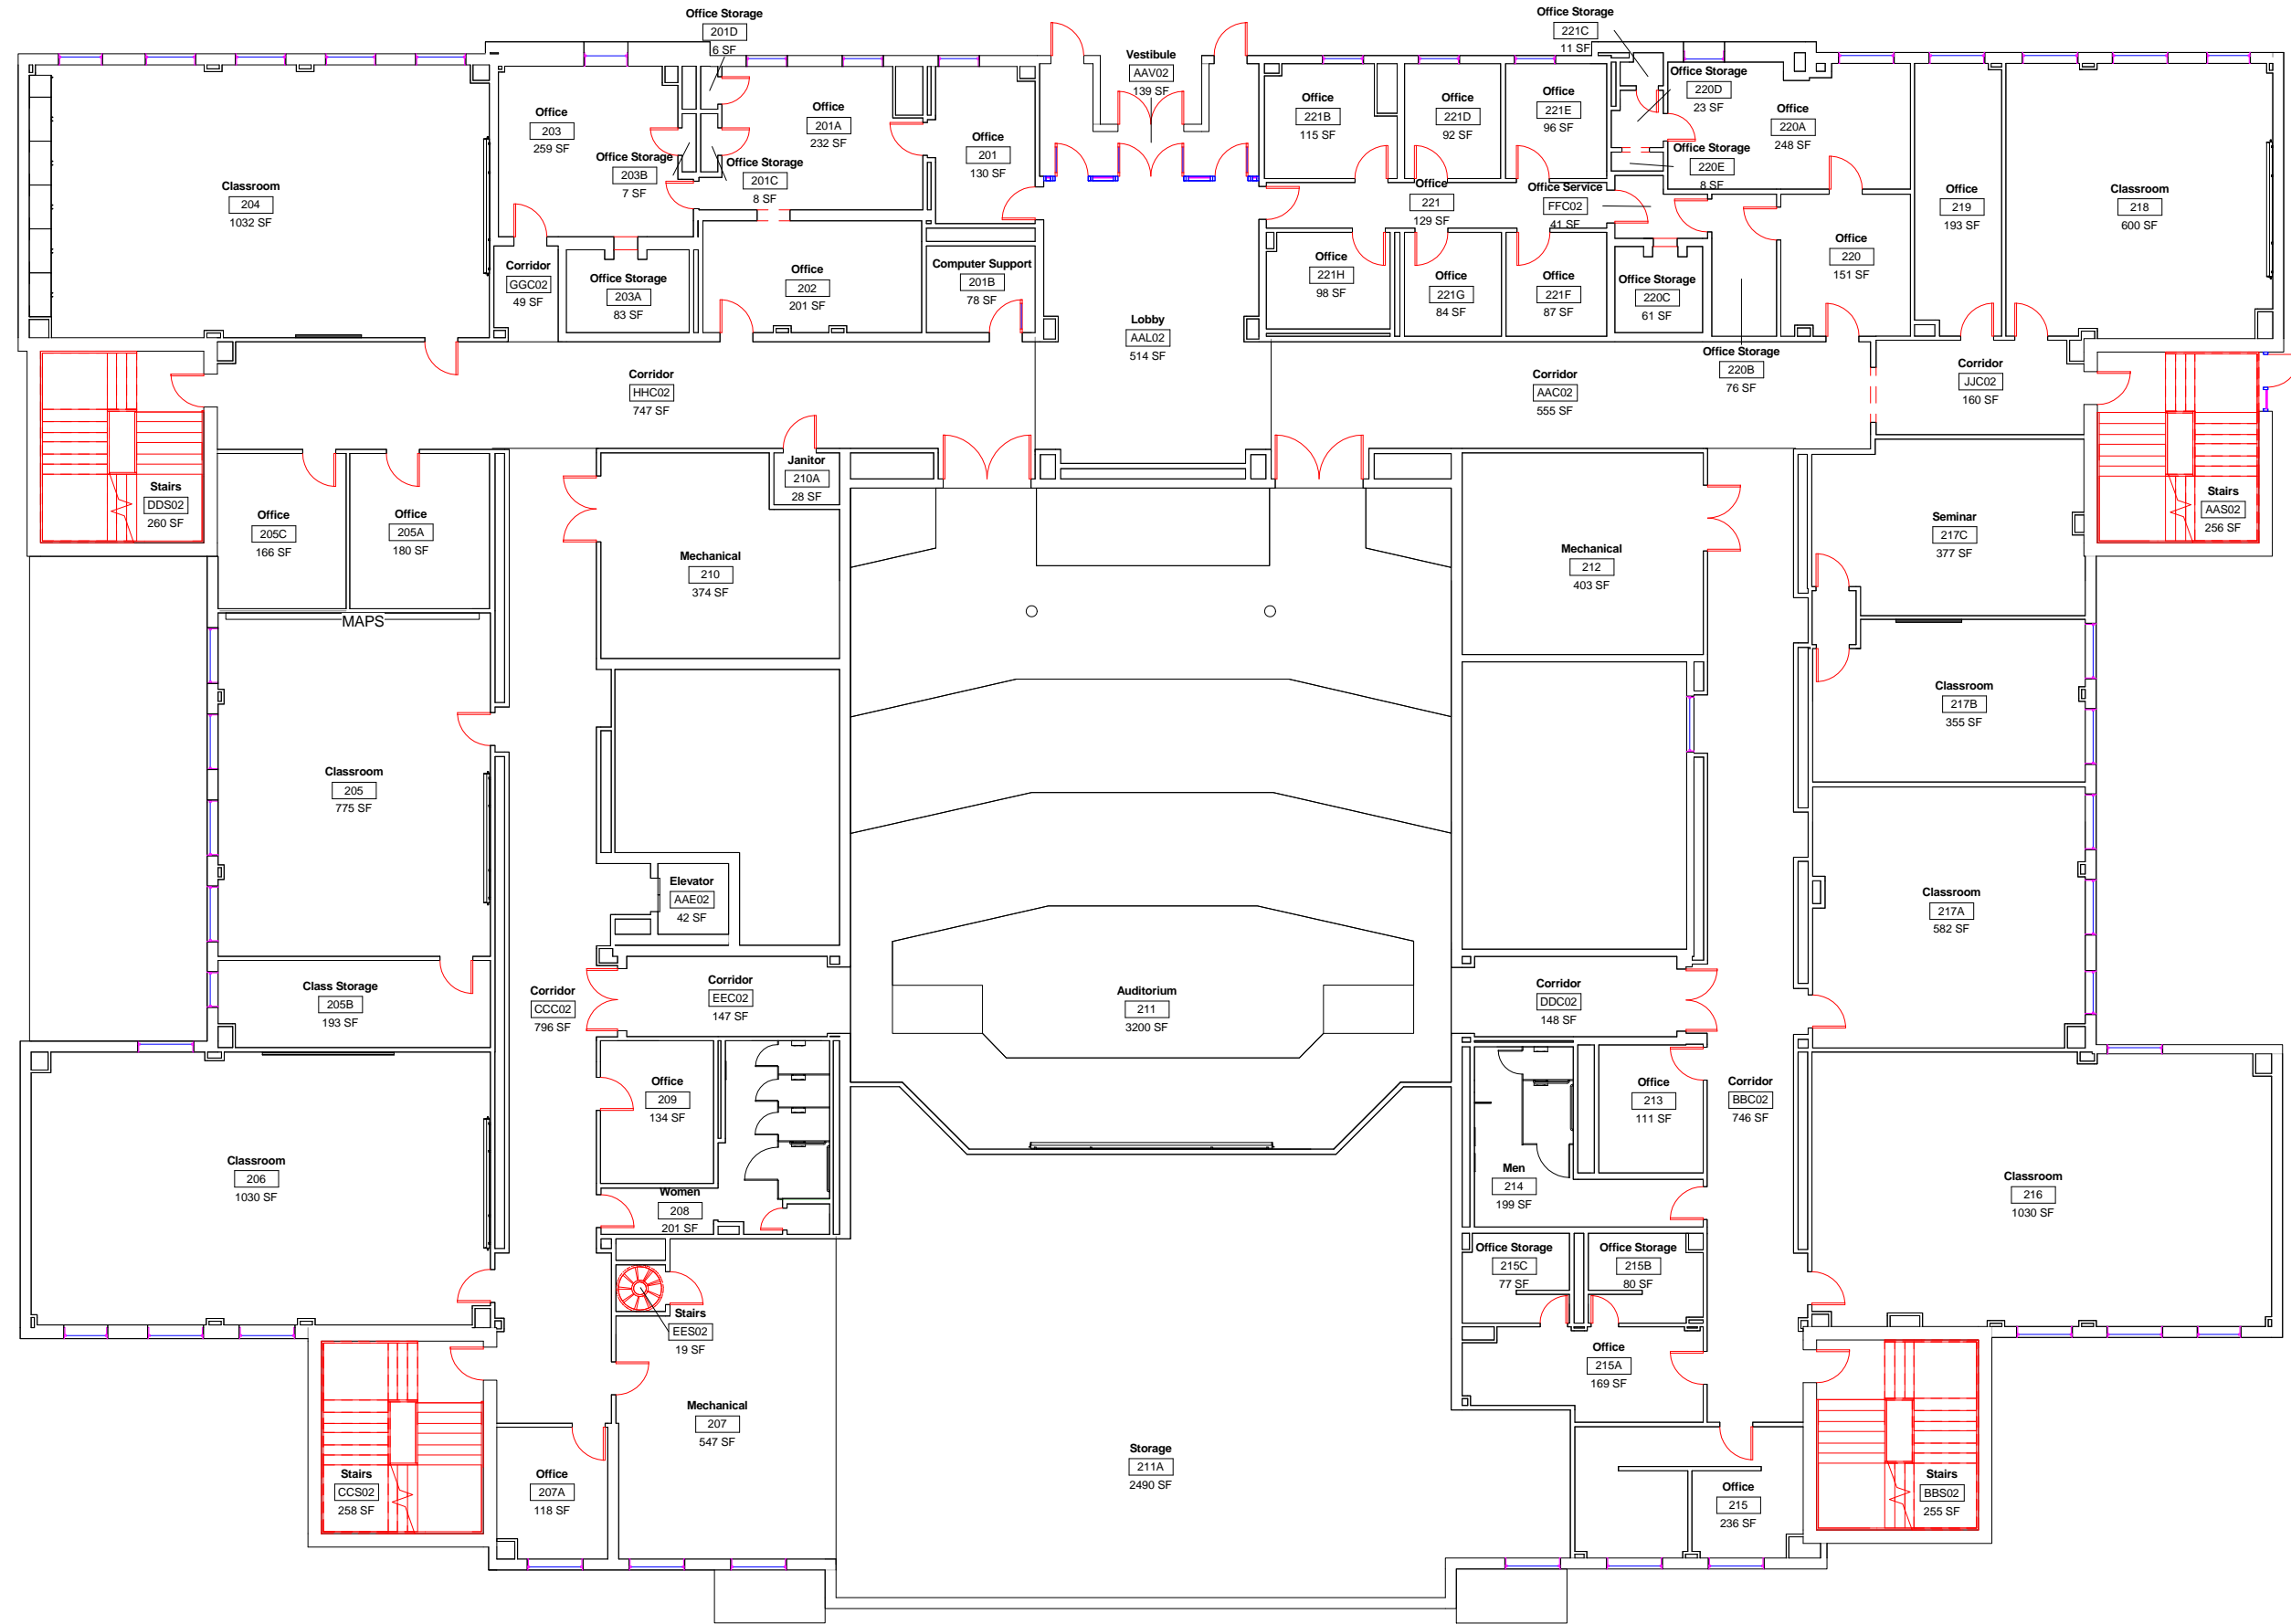 Office Storage
201D
6 SF
Office Storage
221C
11 SF
Vestibule
AAV02
139 SF
Office Storage
220D
23 SF
Office
203
259 SF
Office
201A
232 SF
Office
201
130 SF
Office
221B
115 SF
Office
221D
92 SF
Office
221E
96 SF
Office
220A
248 SF
Office Storage
203B
7 SF
Office Storage
201C
8 SF
Office Storage
220E
8 SF
Classroom
204
1032 SF
Office
221
129 SF
Office Service
FFC02
41 SF
Office
219
193 SF
Classroom
218
600 SF
Corridor
GGC02
49 SF
Office Storage
203A
83 SF
Office
202
201 SF
Computer Support
201B
78 SF
Office
221H
98 SF
Office
221G
84 SF
Office
221F
87 SF
Office Storage
220C
61 SF
Office
220
151 SF
Lobby
AAL02
514 SF
Office Storage
220B
76 SF
Corridor
HHC02
747 SF
Corridor
AAC02
555 SF
Corridor
JJC02
160 SF
Janitor
210A
28 SF
Stairs
DDS02
260 SF
Office
205C
166 SF
Office
205A
180 SF
Stairs
AAS02
256 SF
Seminar
217C
377 SF
Mechanical
210
374 SF
Mechanical
212
403 SF
MAPS
Classroom
217B
355 SF
Classroom
205
775 SF
Elevator
AAE02
42 SF
Classroom
217A
582 SF
Class Storage
205B
193 SF
Corridor
CCC02
796 SF
Corridor
EEC02
147 SF
Auditorium
211
3200 SF
Corridor
DDC02
148 SF
Office
209
134 SF
Office
213
111 SF
Corridor
BBC02
746 SF
Classroom
206
1030 SF
Women
208
201 SF
Men
214
199 SF
Classroom
216
1030 SF
Office Storage
215C
77 SF
Office Storage
215B
80 SF
Stairs
EES02
19 SF
Office
215A
169 SF
Mechanical
207
547 SF
Storage
211A
2490 SF
Stairs
CCS02
258 SF
Office
207A
118 SF
Office
215
236 SF
Stairs
BBS02
255 SF